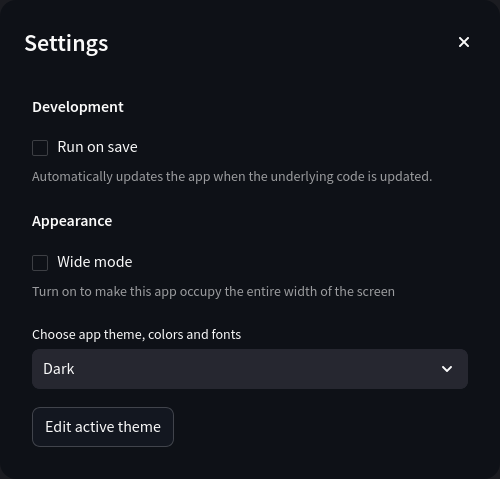 Settings
Development
Run on save
Automatically updates the app when the underlying code is updated.
Appearance
Wide mode
Turn on to make this app occupy the entire width of the screen
Choose app theme, colors and fonts
Dark
Edit active theme